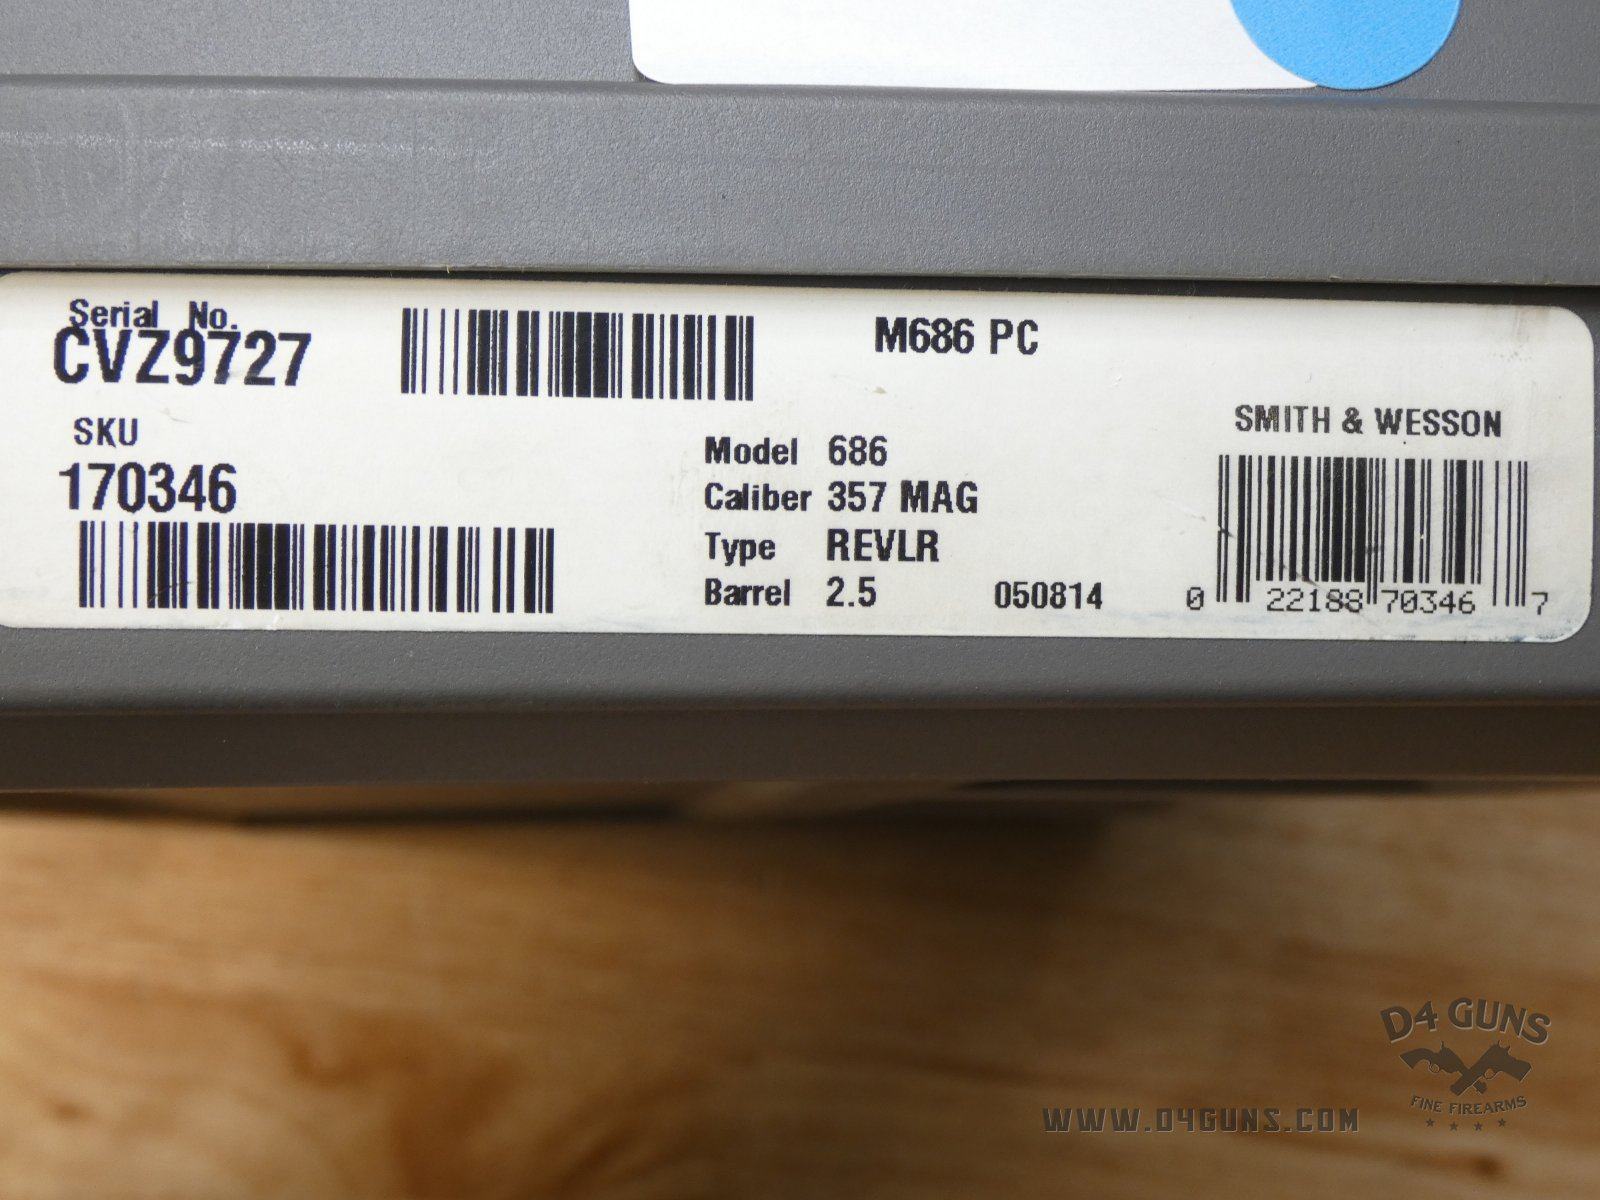 Serial No.
CVZ9727
M686 PC
SKU
170346
SMITH & WESSON
Model 686
Caliber 357 MAG
Type REVLR
Barrel 2.5
050814
0 22188 70346 7
D4 GUNS
FINE FIREARMS
WWW.D4GUNS.COM